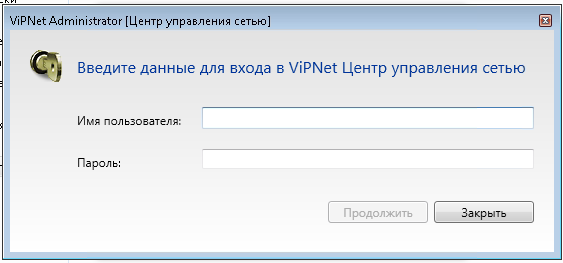 ViPNet Administrator [Центр управления сетью]
Введите данные для входа в ViPNet Центр управления сетью
Имя пользователя:
Пароль:
Продолжить Закрыть